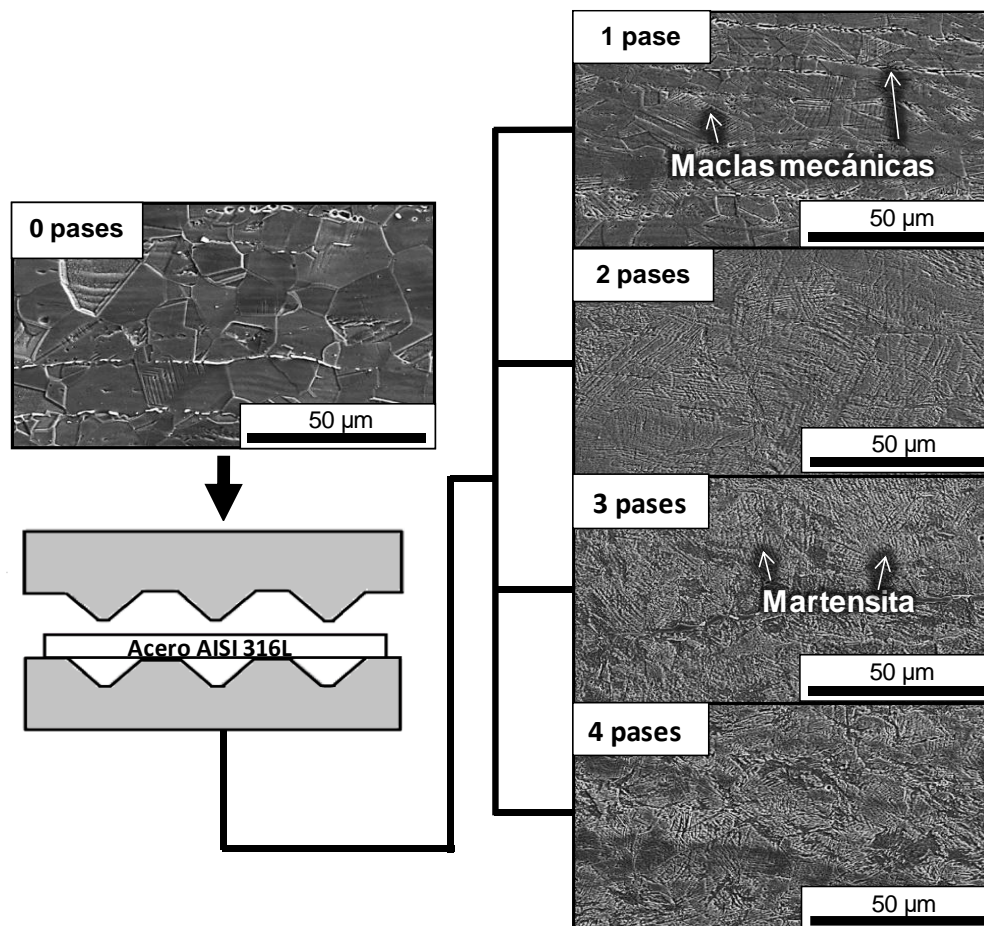 0 pases
50 µm
Acero AISI 316L
1 pase
Maclas mecánicas
50 µm
2 pases
50 µm
3 pases
Martensita
50 µm
4 pases
50 µm